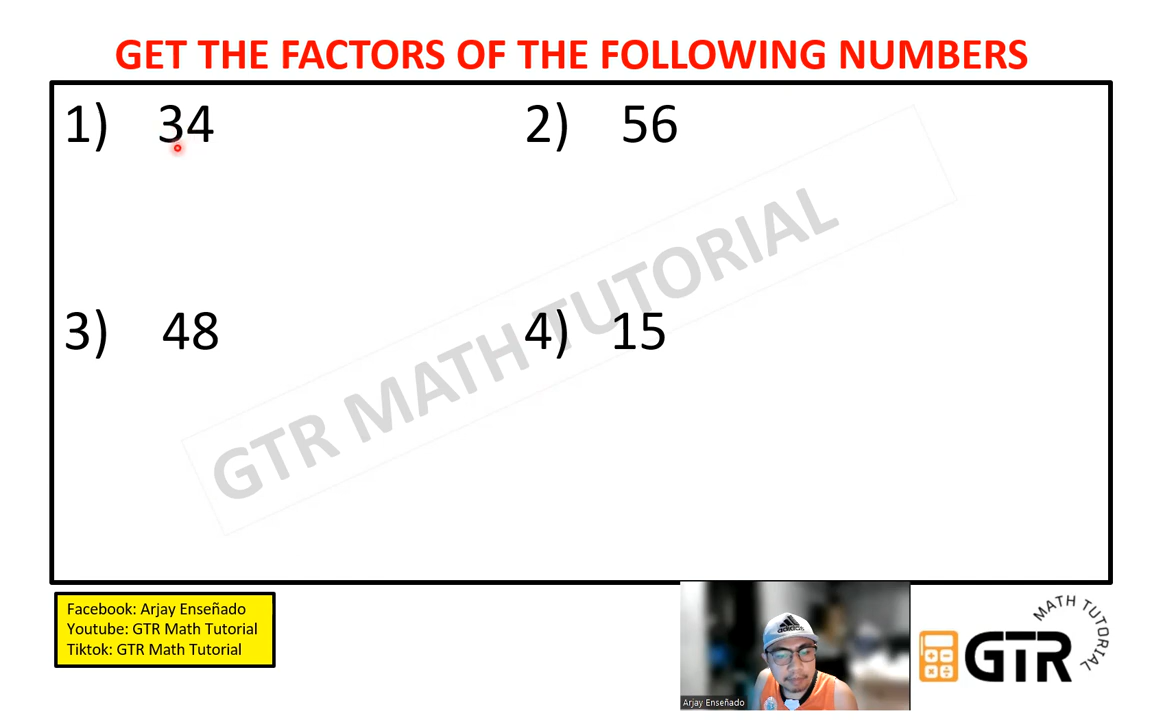 GET THE FACTORS OF THE FOLLOWING NUMBERS
1) 34
2) 56
3) 48
4) 15
GTR MATH TUTORIAL
Facebook: Arjay Enseñado
Youtube: GTR Math Tutorial
Tiktok: GTR Math Tutorial
adidas
Arjay Enseñado
GTR
MATH TUTORIAL